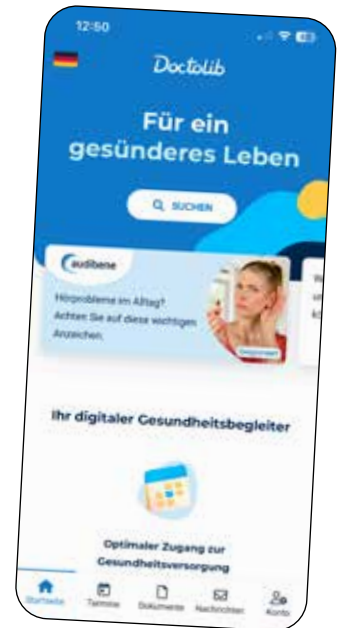 12:50
Doctolib
Für ein
gesünderes Leben
SUCHEN
audibene
Hörprobleme im Alltag?
Achten Sie auf diese wichtigen
Anzeichen.
Ihr digitaler Gesundheitsbegleiter
Optimaler Zugang zur
Gesundheitsversorgung
Startseite Termine Dokumente Nachrichten Konto